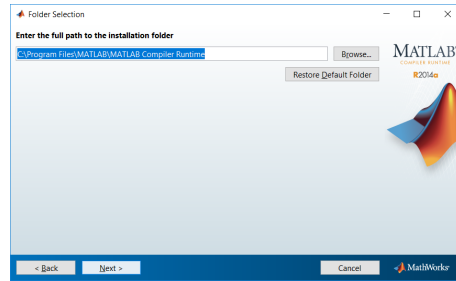 Folder Selection
Enter the full path to the installation folder
C:\Program Files\MATLAB\MATLAB Compiler Runtime
Browse...
Restore Default Folder
MATLAB
COMPILER RUNTIME
R2014a
< Back
Next >
Cancel
MathWorks